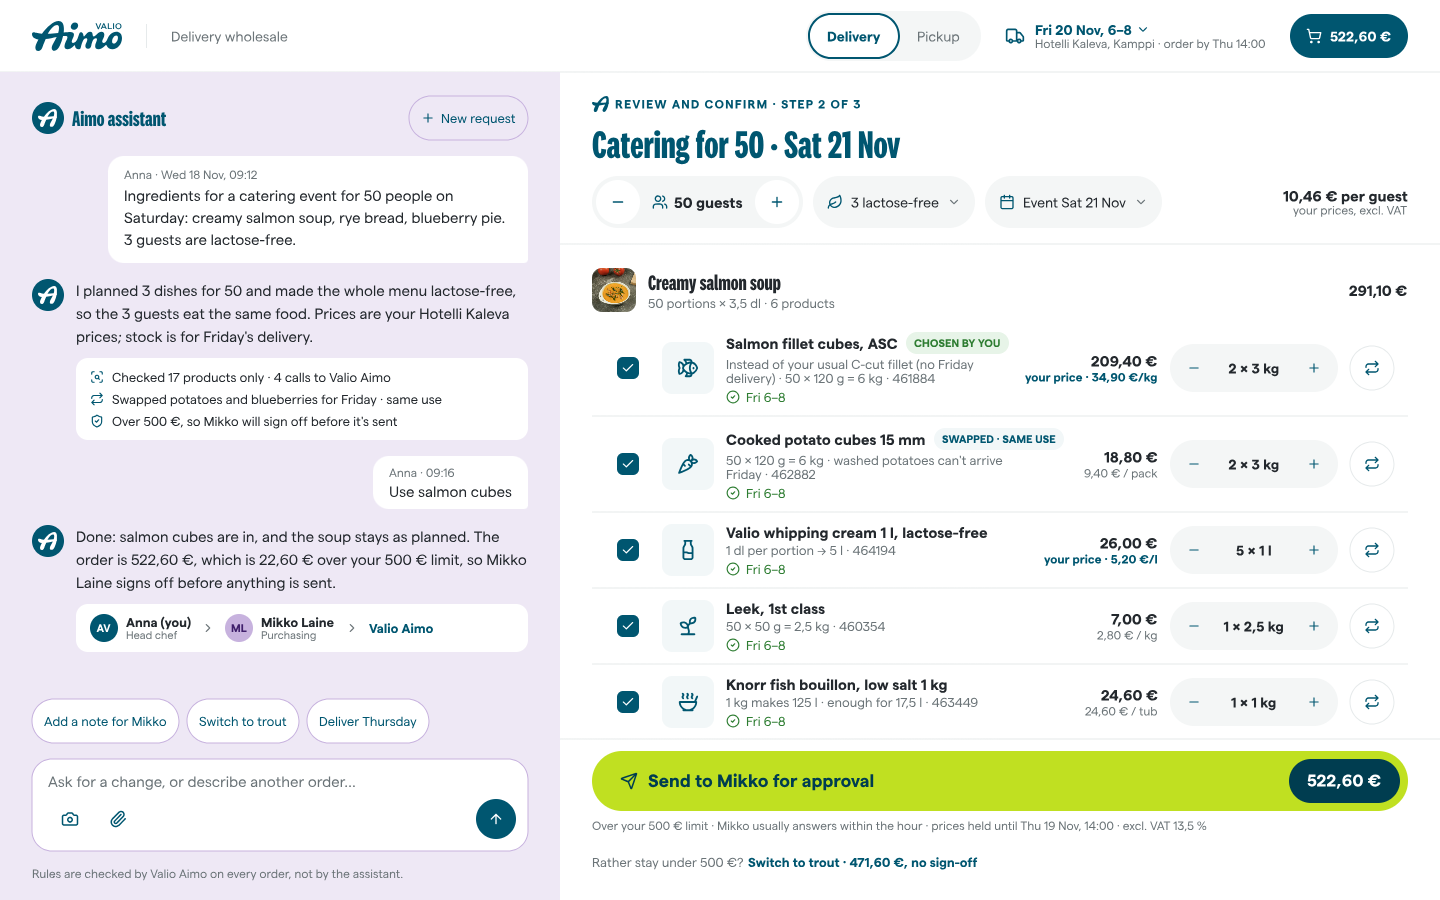 VALIO
Aimo
Delivery wholesale
Delivery
Pickup
Fri 20 Nov, 6–8
Hotelli Kaleva, Kamppi · order by Thu 14:00
522,60 €
Aimo assistant
New request
Anna · Wed 18 Nov, 09:12
Ingredients for a catering event for 50 people on
Saturday: creamy salmon soup, rye bread, blueberry pie.
3 guests are lactose-free.
I planned 3 dishes for 50 and made the whole menu lactose-free,
so the 3 guests eat the same food. Prices are your Hotelli Kaleva
prices; stock is for Friday's delivery.
Checked 17 products only · 4 calls to Valio Aimo
Swapped potatoes and blueberries for Friday · same use
Over 500 €, so Mikko will sign off before it's sent
Anna · 09:16
Use salmon cubes
Done: salmon cubes are in, and the soup stays as planned. The
order is 522,60 €, which is 22,60 € over your 500 € limit, so Mikko
Laine signs off before anything is sent.
AV
Anna (you)
Head chef
ML
Mikko Laine
Purchasing
Valio Aimo
Add a note for Mikko
Switch to trout
Deliver Thursday
Ask for a change, or describe another order...
Rules are checked by Valio Aimo on every order, not by the assistant.
REVIEW AND CONFIRM · STEP 2 OF 3
Catering for 50 · Sat 21 Nov
− 50 guests +
3 lactose-free
Event Sat 21 Nov
10,46 € per guest
your prices, excl. VAT
Creamy salmon soup
50 portions × 3,5 dl · 6 products
291,10 €
Salmon fillet cubes, ASC
CHOSEN BY YOU
Instead of your usual C-cut fillet (no Friday
delivery) · 50 × 120 g = 6 kg · 461884
Fri 6–8
209,40 €
your price · 34,90 €/kg
− 2 × 3 kg +
Cooked potato cubes 15 mm
SWAPPED · SAME USE
50 × 120 g = 6 kg · washed potatoes can't arrive
Friday · 462882
Fri 6–8
18,80 €
9,40 € / pack
− 2 × 3 kg +
Valio whipping cream 1 l, lactose-free
1 dl per portion → 5 l · 464194
Fri 6–8
26,00 €
your price · 5,20 €/l
− 5 × 1 l +
Leek, 1st class
50 × 50 g = 2,5 kg · 460354
Fri 6–8
7,00 €
2,80 € / kg
− 1 × 2,5 kg +
Knorr fish bouillon, low salt 1 kg
1 kg makes 125 l · enough for 17,5 l · 463449
Fri 6–8
24,60 €
24,60 € / tub
− 1 × 1 kg +
Send to Mikko for approval
522,60 €
Over your 500 € limit · Mikko usually answers within the hour · prices held until Thu 19 Nov, 14:00 · excl. VAT 13,5 %
Rather stay under 500 €? Switch to trout · 471,60 €, no sign-off